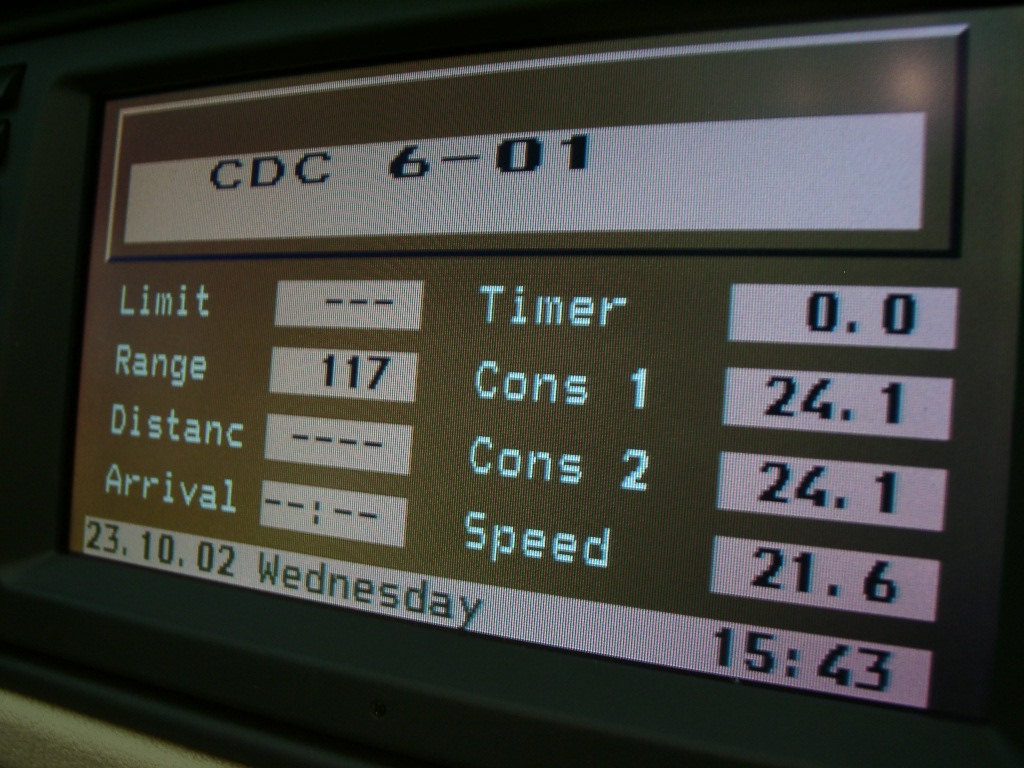 CDC 6-01
Limit --- Timer 0.0
Range 117 Cons 1 24.1
Distanc ---- Cons 2 24.1
Arrival --:-- Speed 21.6
23.10.02 Wednesday 15:43